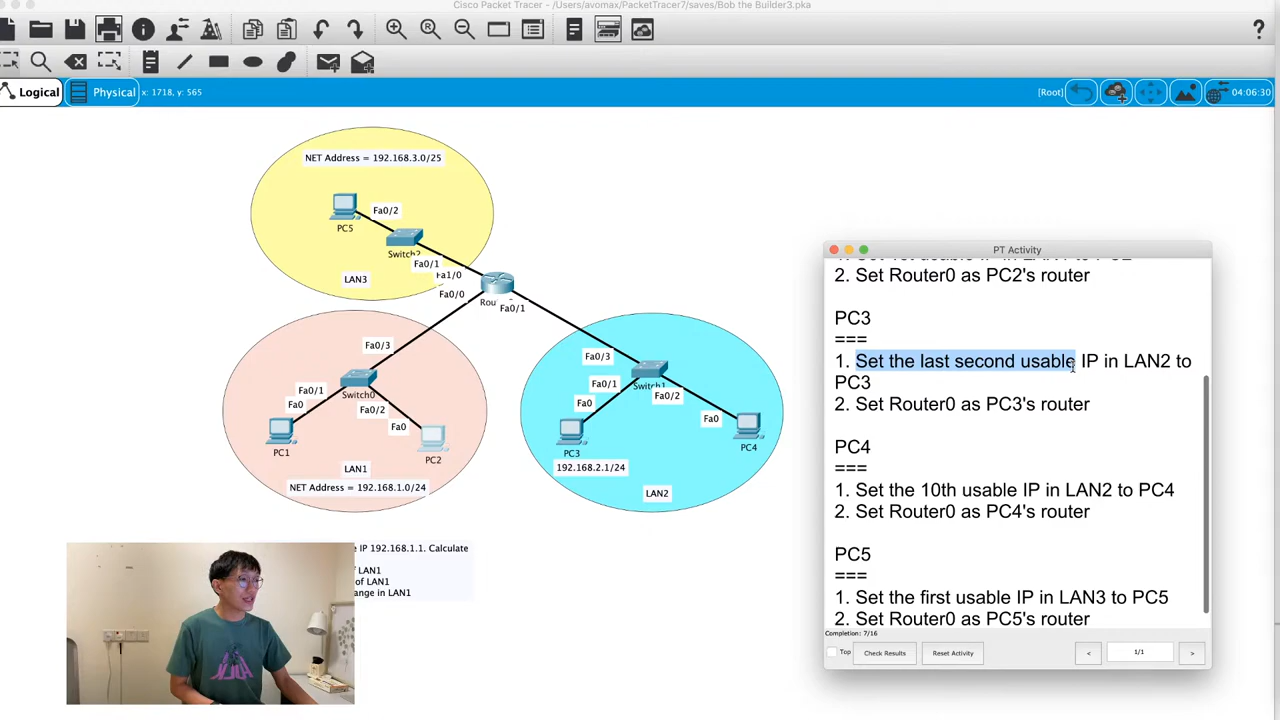 Cisco Packet Tracer - /Users/avomax/PacketTracer7/saves/Bob the Builder3.pka
Logical
Physical
x: 1718, y: 565
[Root]
04:06:30
NET Address = 192.168.3.0/25
Fa0/2
PC5
Fa0/1
LAN3
Fa1/0
Fa0/0
Fa0/1
Fa0/3
Fa0/1
Fa0
Switch0
Fa0/2
Fa0
PC1
PC2
LAN1
NET Address = 192.168.1.0/24
Fa0/3
Fa0/1
Switch1
Fa0
Fa0/2
Fa0
PC3
PC4
192.168.2.1/24
LAN2
e IP 192.168.1.1. Calculate
f LAN1
of LAN1
ange in LAN1
PT Activity
2. Set Router0 as PC2's router
PC3
===
1. Set the last second usable IP in LAN2 to
PC3
2. Set Router0 as PC3's router
PC4
===
1. Set the 10th usable IP in LAN2 to PC4
2. Set Router0 as PC4's router
PC5
===
1. Set the first usable IP in LAN3 to PC5
2. Set Router0 as PC5's router
Completion: 7/16
Top
Check Results
Reset Activity
<
1/1
>